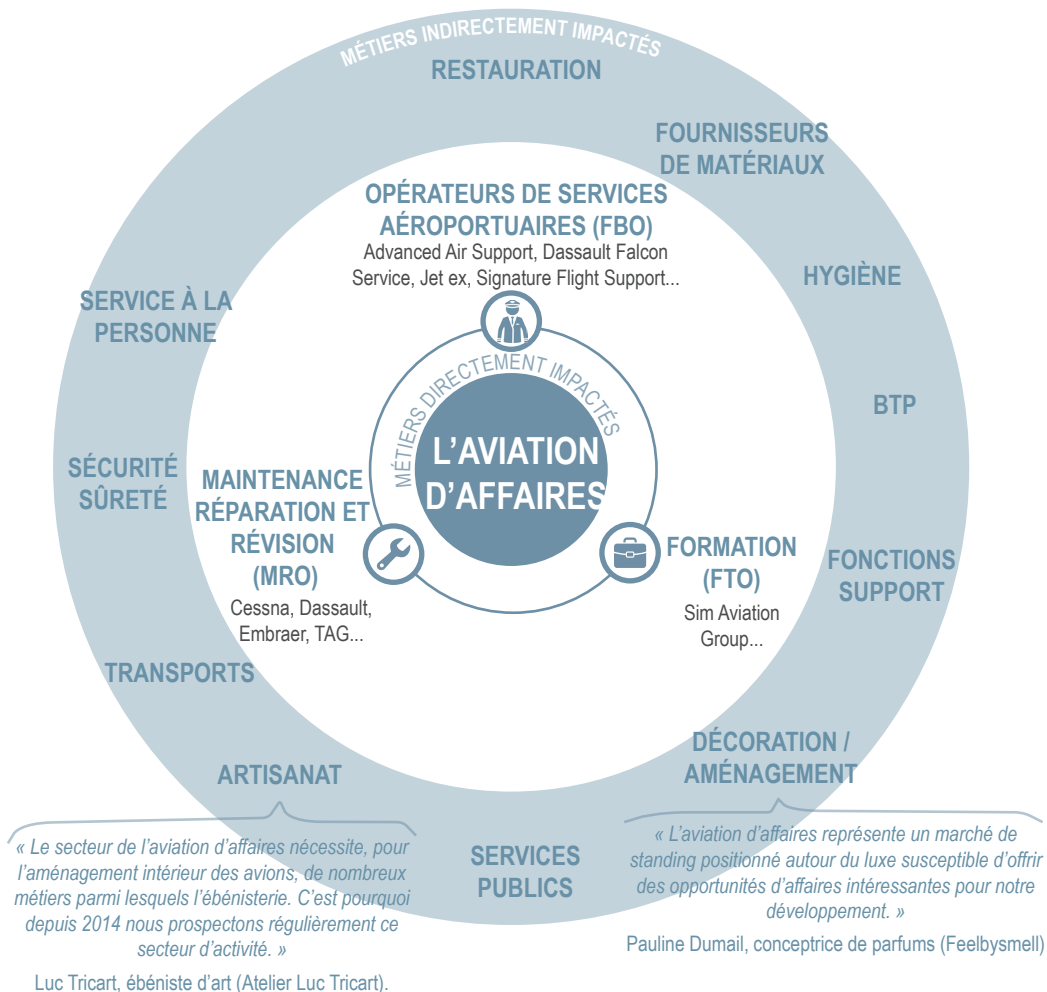 MÉTIERS INDIRECTEMENT IMPACTÉS
RESTAURATION
FOURNISSEURS
DE MATÉRIAUX
OPÉRATEURS DE SERVICES
AÉROPORTUAIRES (FBO)
Advanced Air Support, Dassault Falcon
Service, Jet ex, Signature Flight Support...
HYGIÈNE
SERVICE À LA
PERSONNE
MÉTIERS DIRECTEMENT IMPACTÉS
BTP
L'AVIATION
D'AFFAIRES
SÉCURITÉ
SÛRETÉ
MAINTENANCE
RÉPARATION ET
RÉVISION
(MRO)
Cessna, Dassault,
Embraer, TAG...
FORMATION
(FTO)
Sim Aviation
Group...
FONCTIONS
SUPPORT
TRANSPORTS
DÉCORATION /
AMÉNAGEMENT
ARTISANAT
« Le secteur de l'aviation d'affaires nécessite, pour
l'aménagement intérieur des avions, de nombreux
métiers parmi lesquels l'ébénisterie. C'est pourquoi
depuis 2014 nous prospectons régulièrement ce
secteur d'activité. »
Luc Tricart, ébéniste d'art (Atelier Luc Tricart).
SERVICES
PUBLICS
« L'aviation d'affaires représente un marché de
standing positionné autour du luxe susceptible d'offrir
des opportunités d'affaires intéressantes pour notre
développement. »
Pauline Dumail, conceptrice de parfums (Feelbysmell)